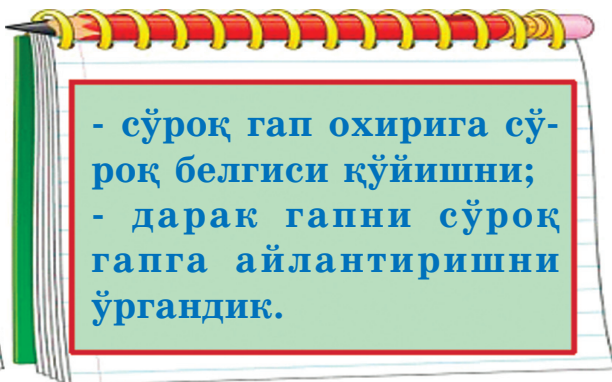 - сўроқ гап охирига сў-
роқ белгиси қўйишни;
- дарак гапни сўроқ
гапга айлантиришни
ўргандик.